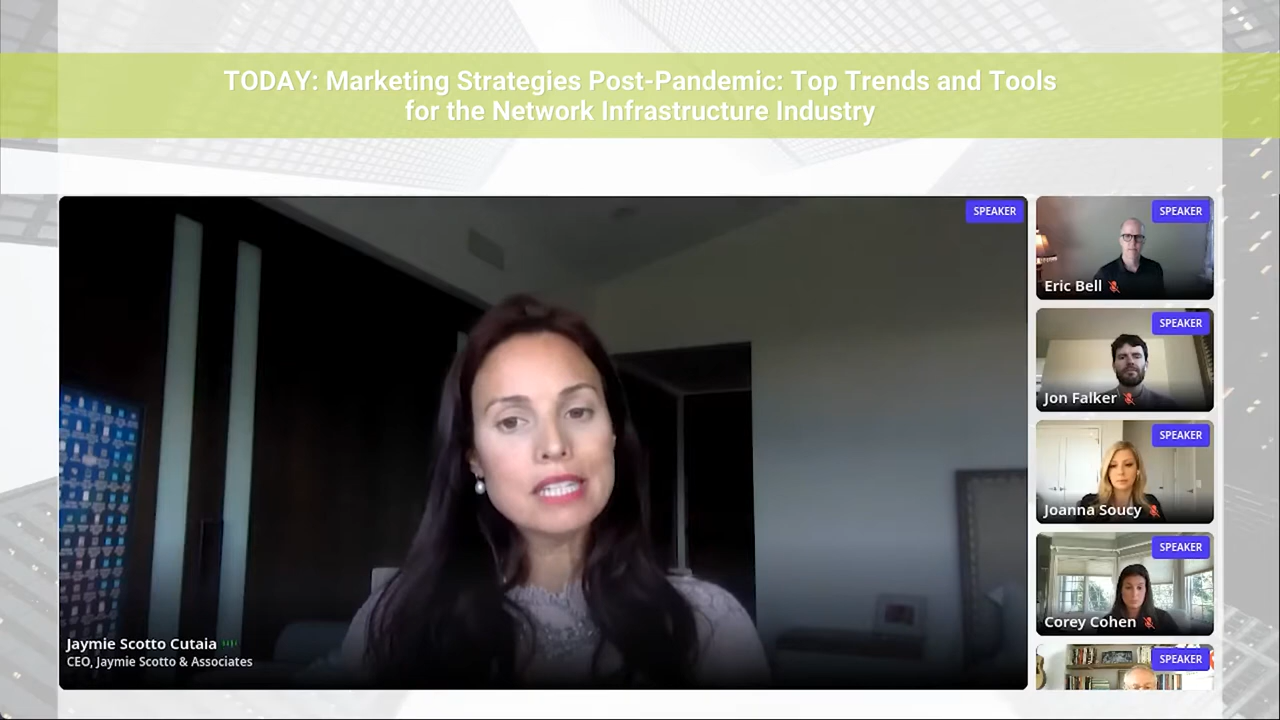 TODAY: Marketing Strategies Post-Pandemic: Top Trends and Tools
for the Network Infrastructure Industry
SPEAKER
Jaymie Scotto Cutaia
CEO, Jaymie Scotto & Associates
SPEAKER
Eric Bell
SPEAKER
Jon Falker
SPEAKER
Joanna Soucy
SPEAKER
Corey Cohen
SPEAKER